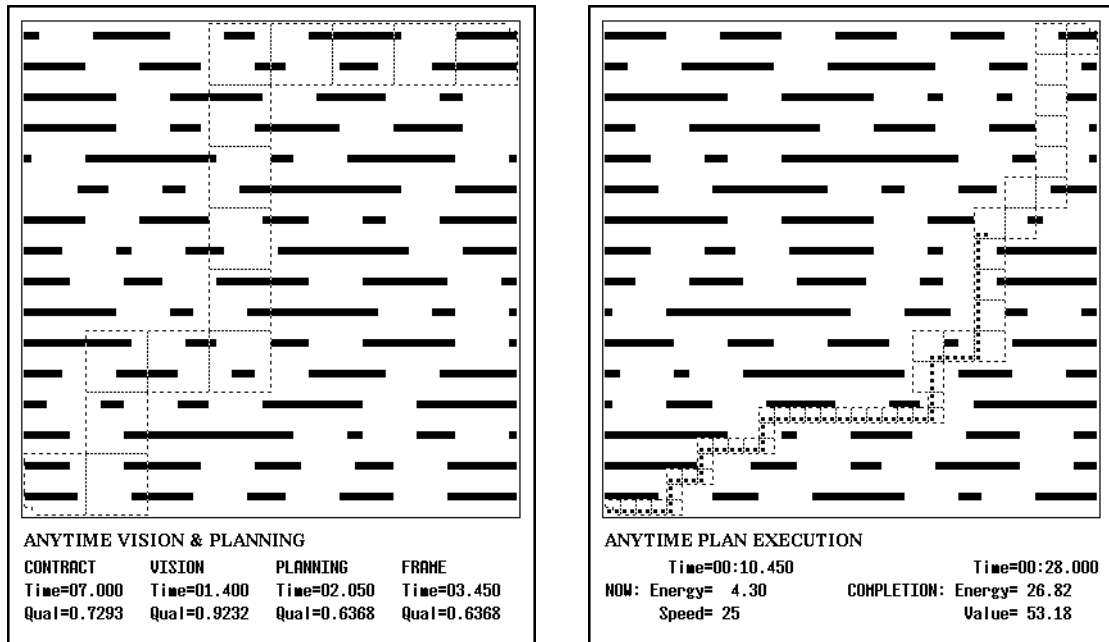 ANYTIME VISION & PLANNING
CONTRACT VISION PLANNING FRAME
Time=07.000 Time=01.400 Time=02.050 Time=03.450
Qual=0.7293 Qual=0.9232 Qual=0.6368 Qual=0.6368
ANYTIME PLAN EXECUTION
Time=00:10.450 Time=00:28.000
NOW: Energy= 4.30 COMPLETION: Energy= 26.82
Speed= 25 Value= 53.18